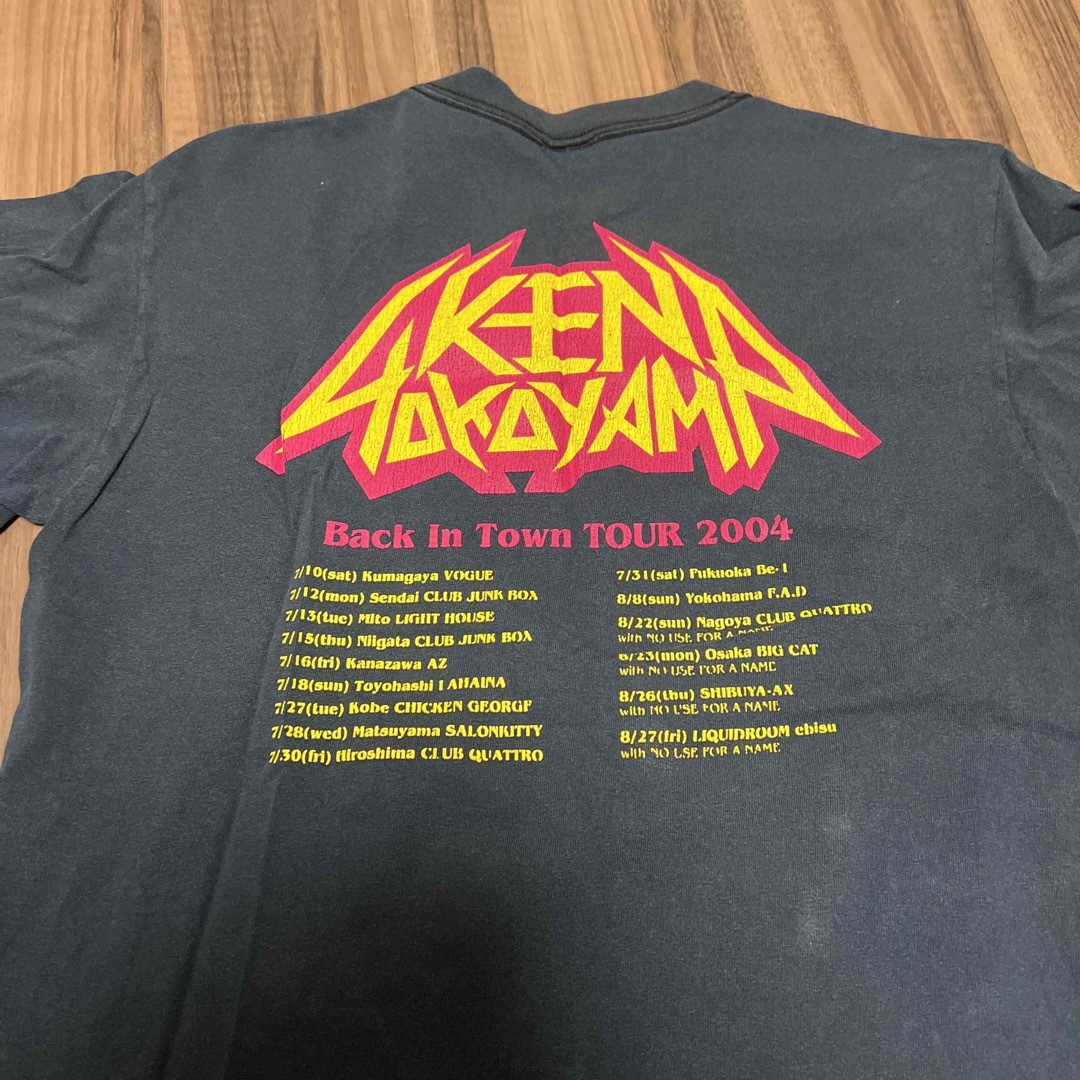 KEN
YOKOYAMA
Back In Town TOUR 2004
7/10(sat) Kumagaya VOGUE
7/12(mon) Sendai CLUB JUNK BOX
7/13(tue) Mito LIGHT HOUSE
7/15(thu) Niigata CLUB JUNK BOX
7/16(fri) Kanazawa AZ
7/18(sun) Toyohashi LAHAINA
7/27(tue) Kobe CHICKEN GEORGE
7/28(wed) Matsuyama SALONKITTY
7/30(fri) Hiroshima CLUB QUATTRO
7/31(sat) Fukuoka Be-1
8/8(sun) Yokohama F.A.D
8/22(sun) Nagoya CLUB QUATTRO
with NO USE FOR A NAME
8/23(mon) Osaka BIG CAT
with NO USE FOR A NAME
8/26(thu) SHIBUYA-AX
with NO USE FOR A NAME
8/27(fri) LIQUIDROOM ebisu
with NO USE FOR A NAME